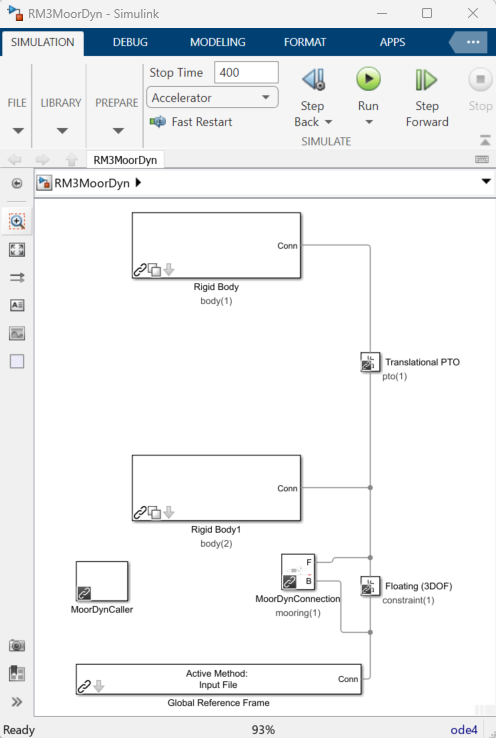 RM3MoorDyn - Simulink
SIMULATION DEBUG MODELING FORMAT APPS
FILE LIBRARY PREPARE
Stop Time 400
Accelerator
Fast Restart
Step Back
Run
Step Forward
Stop
SIMULATE
RM3MoorDyn
RM3MoorDyn
Conn
Rigid Body
body(1)
Translational PTO
pto(1)
Conn
Rigid Body1
body(2)
MoorDynCaller
F
B
MoorDynConnection
mooring(1)
Floating (3DOF)
constraint(1)
Active Method:
Input File
Conn
Global Reference Frame
Ready 93% ode4